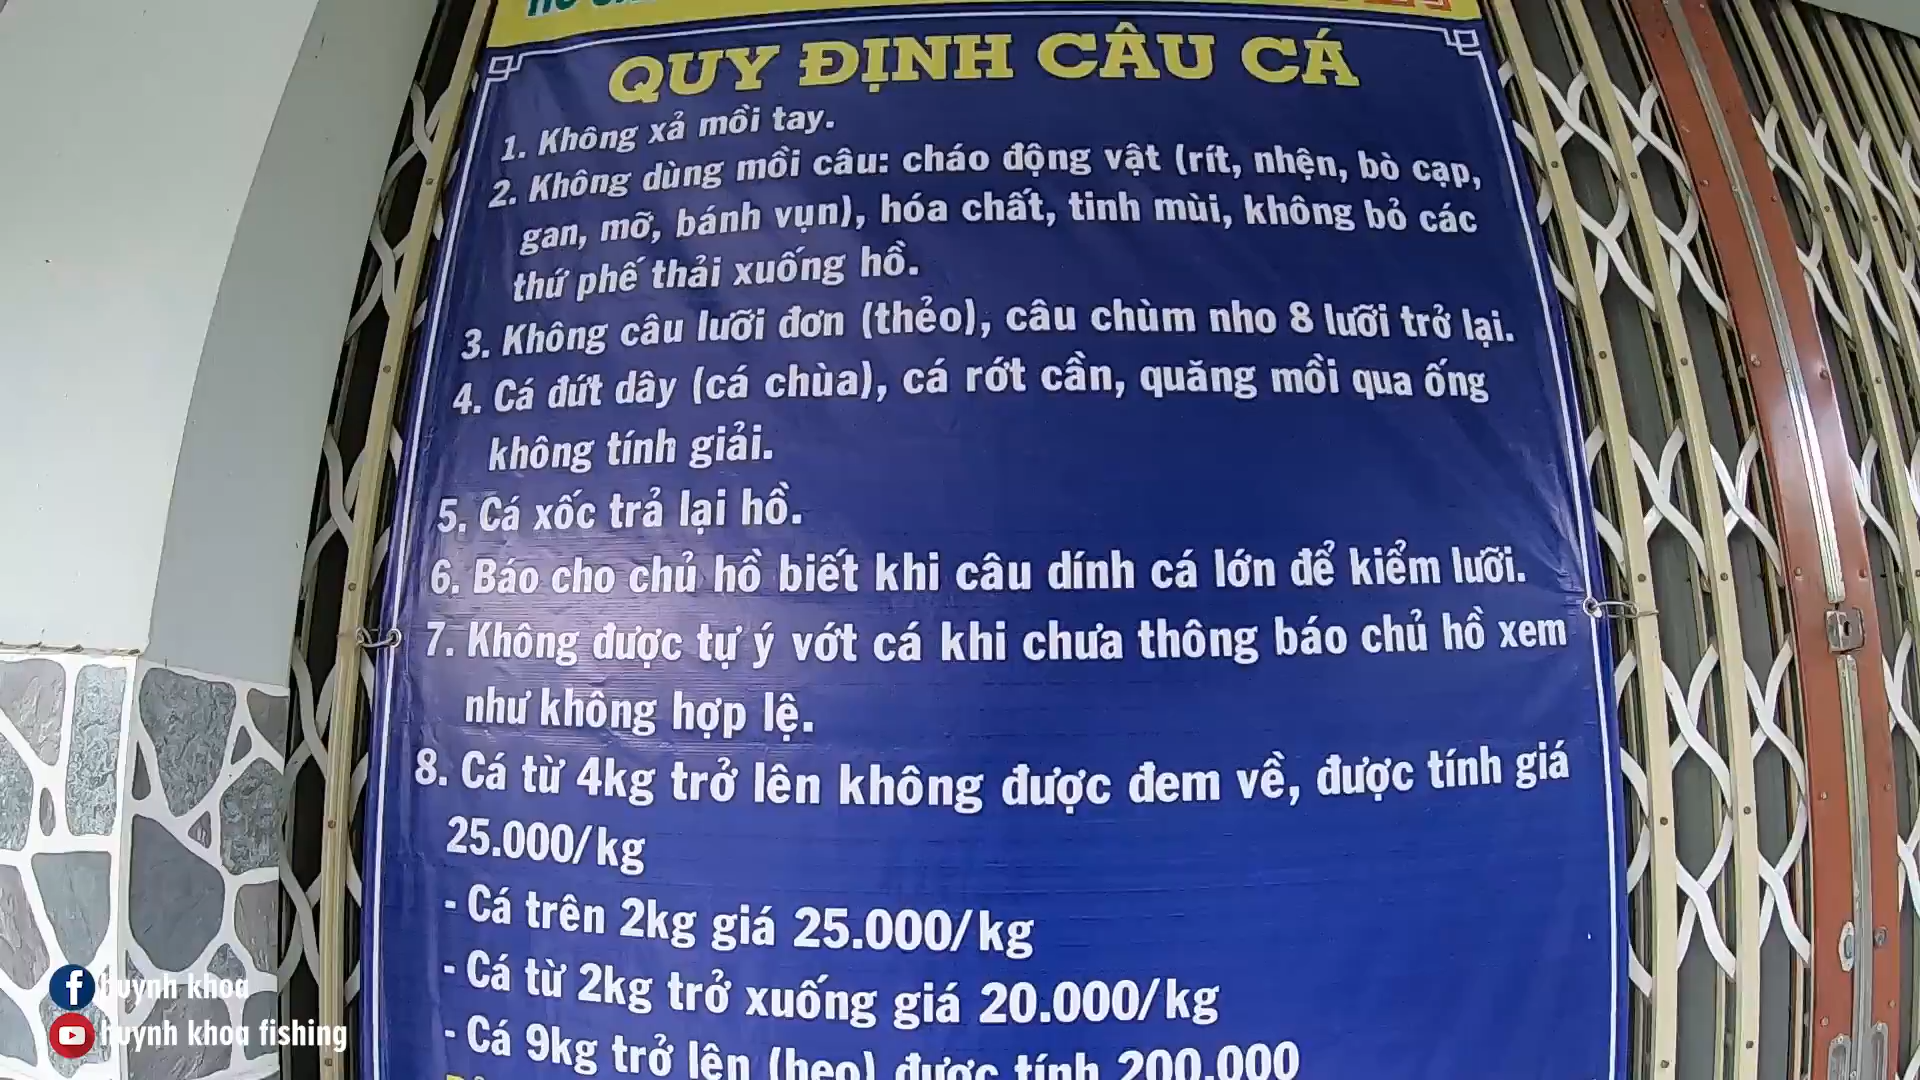 QUY ĐỊNH CÂU CÁ
1. Không xả mồi tay.
2. Không dùng mồi câu: cháo động vật (rít, nhện, bò cạp,
gan, mỡ, bánh vụn), hóa chất, tinh mùi, không bỏ các
thứ phế thải xuống hồ.
3. Không câu lưỡi đơn (thẻo), câu chùm nho 8 lưỡi trở lại.
4. Cá đứt dây (cá chùa), cá rớt cần, quăng mồi qua ống
không tính giải.
5. Cá xốc trả lại hồ.
6. Báo cho chủ hồ biết khi câu dính cá lớn để kiểm lưỡi.
7. Không được tự ý vớt cá khi chưa thông báo chủ hồ xem
như không hợp lệ.
8. Cá từ 4kg trở lên không được đem về, được tính giá
25.000/kg
- Cá trên 2kg giá 25.000/kg
- Cá từ 2kg trở xuống giá 20.000/kg
- Cá 9kg trở lên (heo) được tính 200.000
huynh khoa
huynh khoa fishing